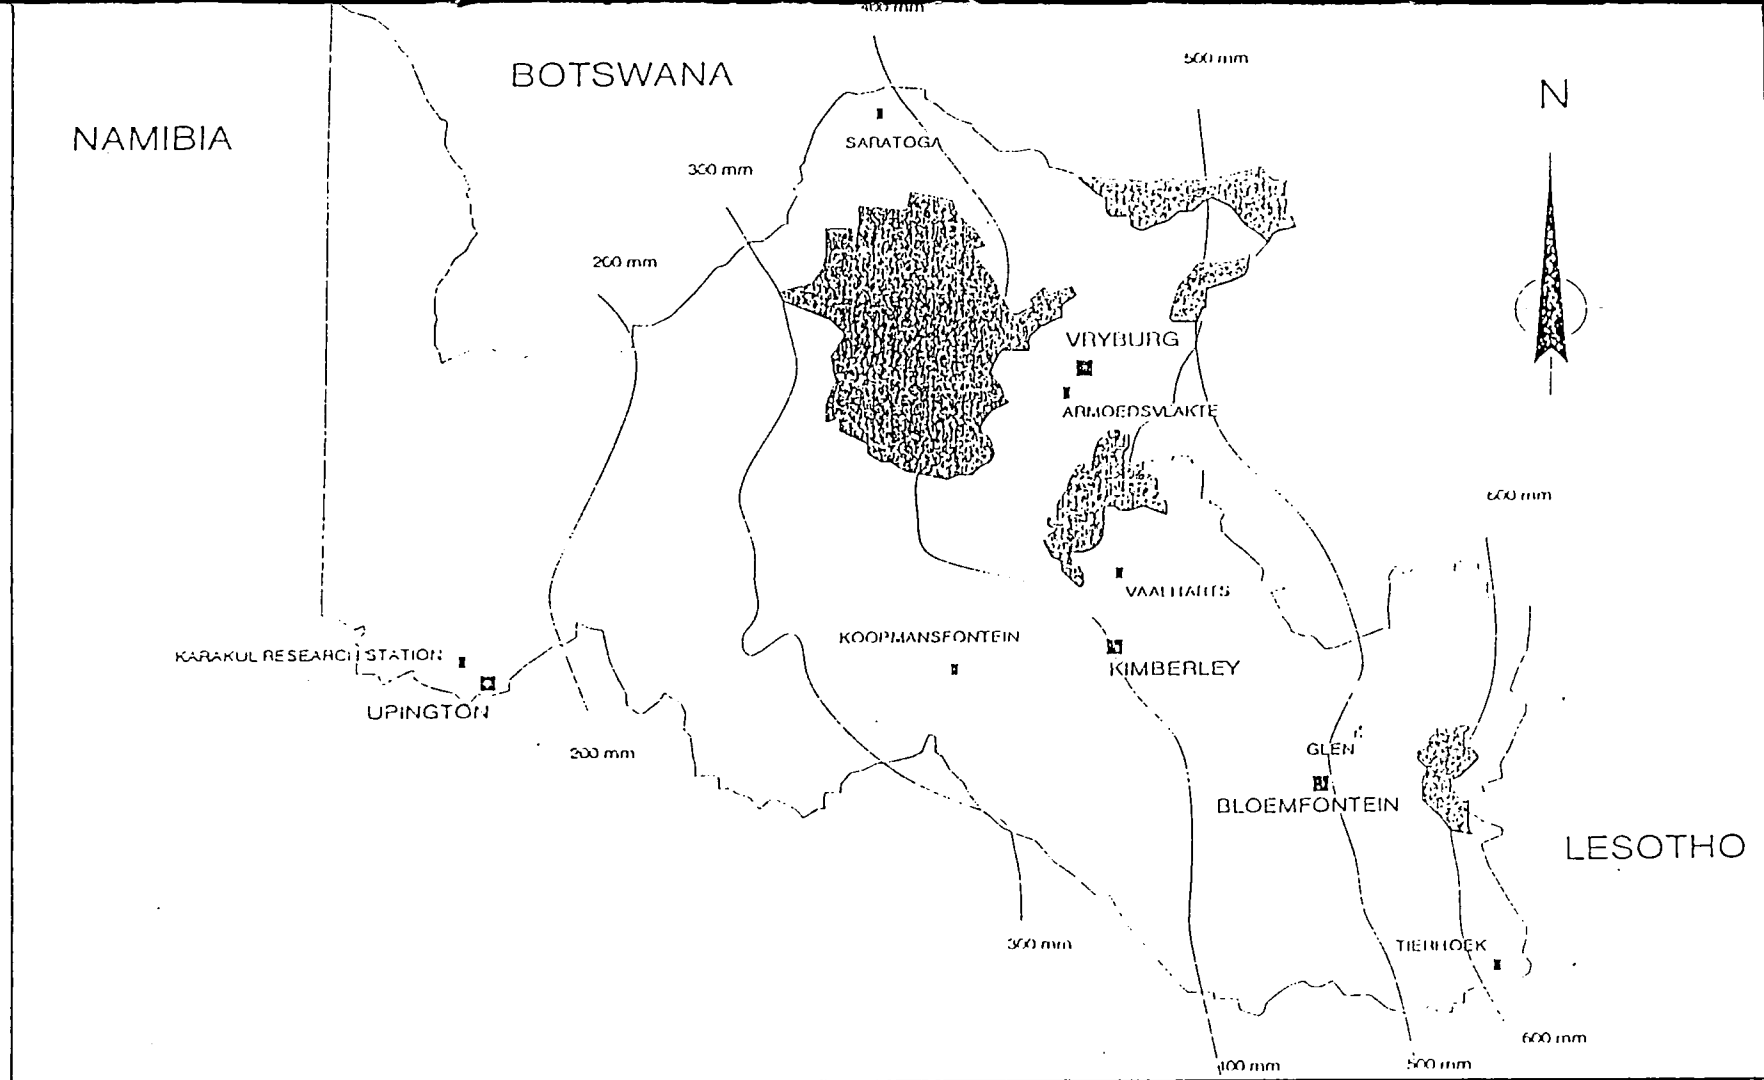 400 mm
500 mm
BOTSWANA
N
NAMIBIA
SARATOGA
300 mm
200 mm
VRYBURG
ARMOEDSVLAKTE
600 mm
VAALHARTS
KOOPMANSFONTEIN
KARAKUL RESEARCH STATION
KIMBERLEY
UPINGTON
200 mm
GLEN
BLOEMFONTEIN
LESOTHO
300 mm
TIERHOEK
600 mm
400 mm
500 mm